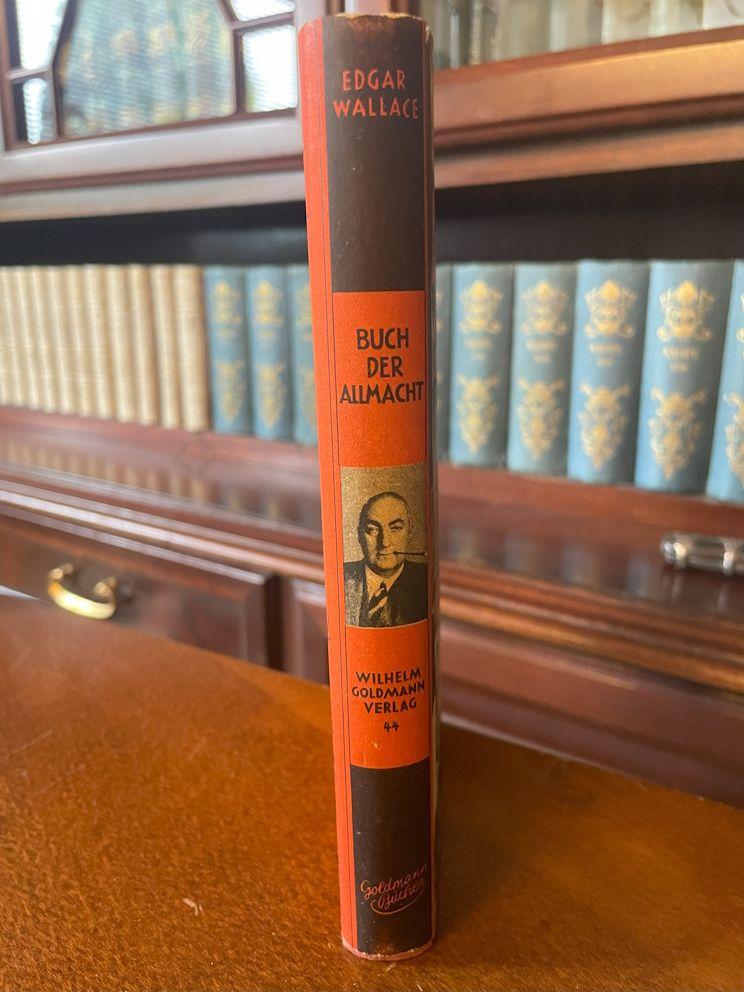 EDGAR
WALLACE
BUCH
DER
ALLMACHT
WILHELM
GOLDMANN
VERLAG
44
Goldmann
Bücher